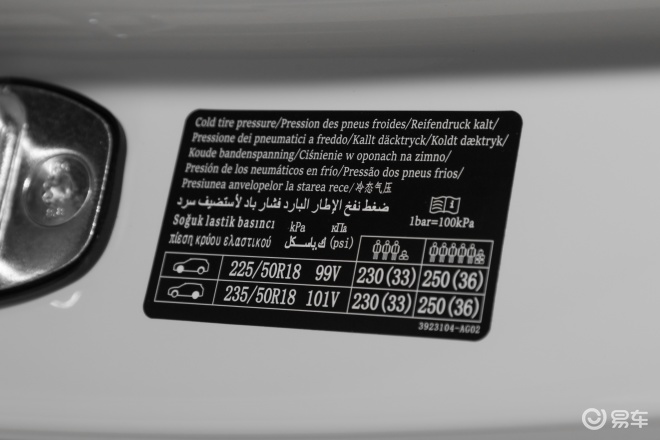 Cold tire pressure/Pression des pneus froides/Reifendruck kalt/
Pressione dei pneumatici a freddo/Kallt däcktryck/Koldt dæktryk/
Koude bandenspanning/Ciśnienie w oponach na zimno/
Presión de los neumáticos en frío/Pressão dos pneus frios/
Presiunea anvelopelor la starea rece/冷态气压
ضغط نفخ الإطار البارد فشار باد لاستضيف سرد
Soğuk lastik basıncı kPa кПа
πίεση κρύου ελαστικού كيباسكل (psi)
1bar=100kPa
225/50R18 99V 230(33) 250(36)
235/50R18 101V 230(33) 250(36)
3923104-AG02
易车